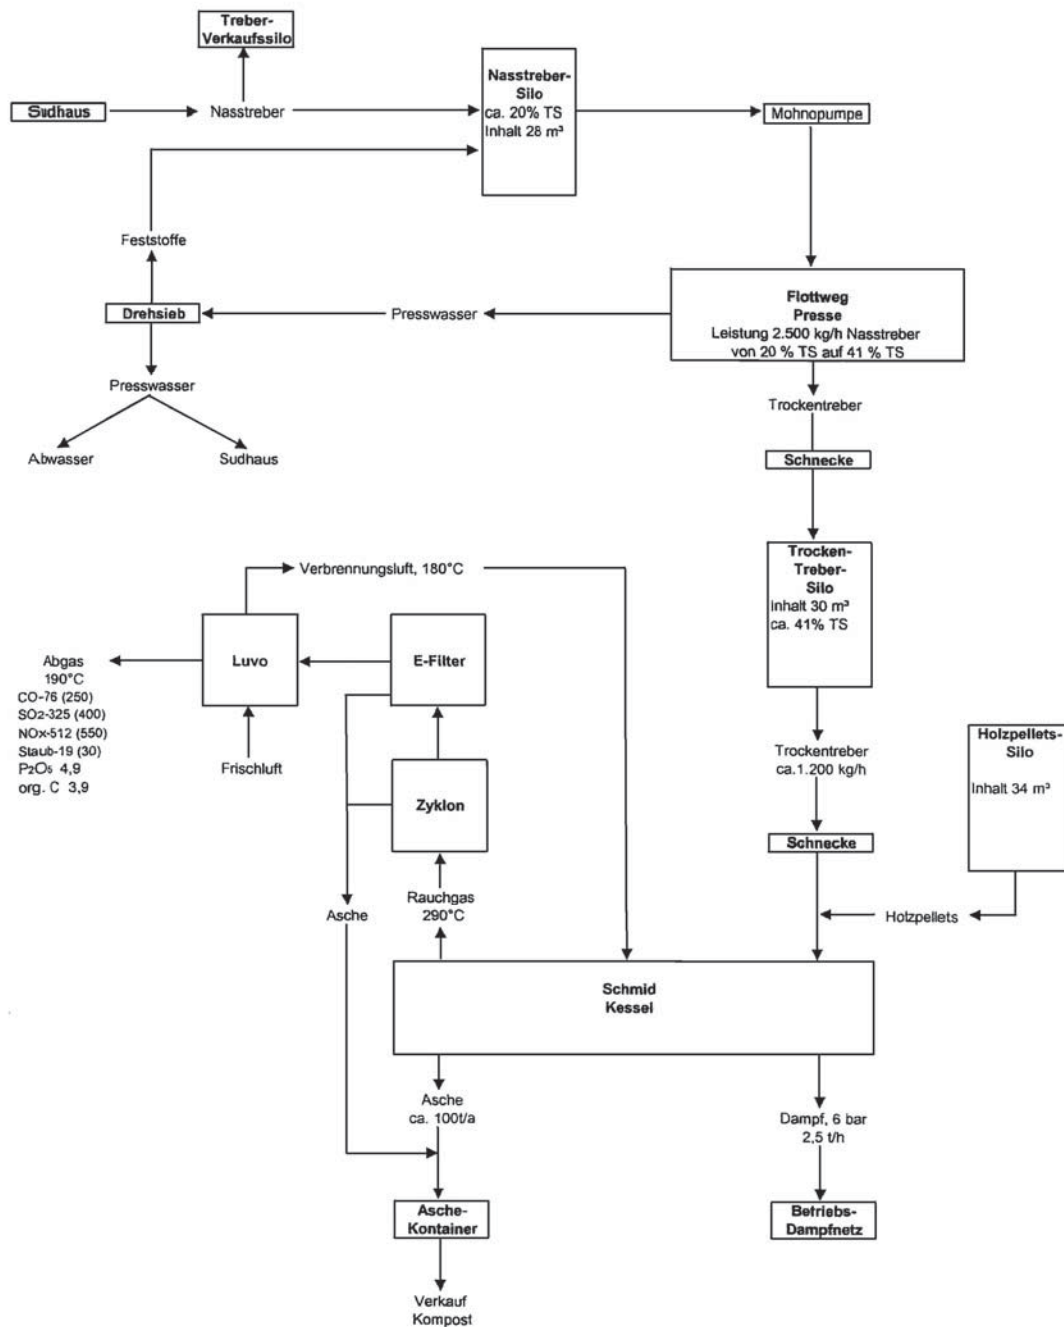 Treber-
Verkaufssilo
Nasstreber-
Silo
ca. 20% TS
Inhalt 28 m³
Sudhaus
Nasstreber
Mohnopumpe
Feststoffe
Flottweg
Presse
Leistung 2.500 kg/h Nasstreber
von 20 % TS auf 41 % TS
Drehsieb
Presswasser
Presswasser
Trockentreber
Abwasser
Sudhaus
Schnecke
Trocken-
Treber-
Silo
Inhalt 30 m³
ca. 41% TS
Verbrennungsluft, 180°C
Luvo
E-Filter
Abgas
190°C
CO-76 (250)
SO2-325 (400)
NOx-512 (550)
Staub-19 (30)
P2O5 4,9
org. C 3,9
Frischluft
Zyklon
Trockentreber
ca.1.200 kg/h
Holzpellets-
Silo
Inhalt 34 m³
Schnecke
Asche
Rauchgas
290°C
Holzpellets
Schmid
Kessel
Asche
ca. 100t/a
Dampf, 6 bar
2,5 t/h
Asche-
Kontainer
Betriebs-
Dampfnetz
Verkauf
Kompost